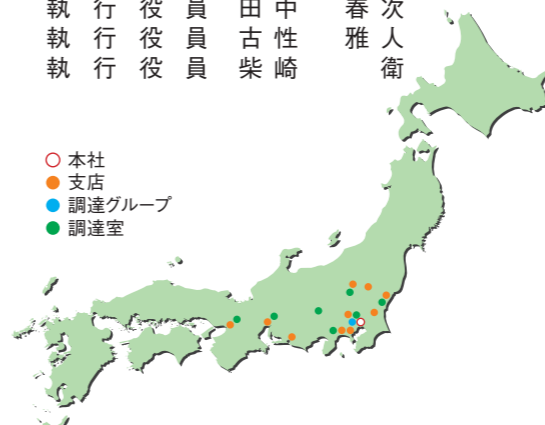 執行役員 田中 春次
執行役員 古性 雅人
執行役員 柴崎 衛
本社
支店
調達グループ
調達室